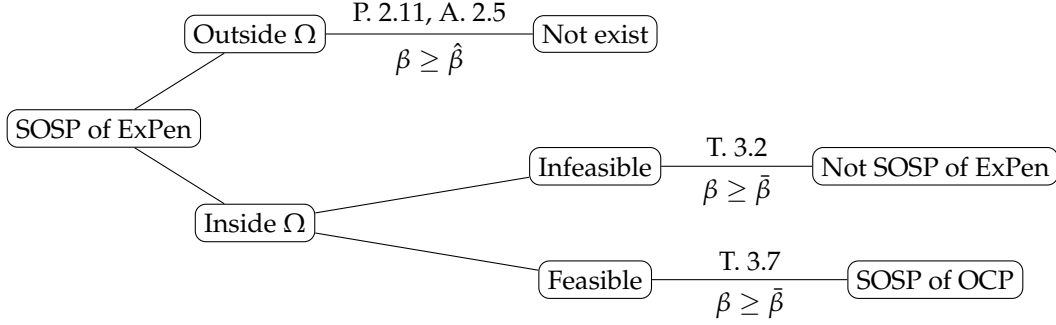 P. 2.11, A. 2.5
Outside Ω
Not exist
β ≥ β̂
SOSP of ExPen
T. 3.2
Infeasible
Not SOSP of ExPen
β ≥ β̄
Inside Ω
T. 3.7
Feasible
SOSP of OCP
β ≥ β̄